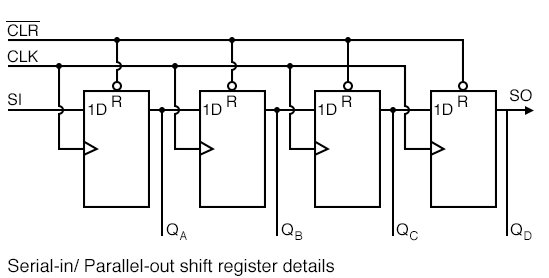 CLR
CLK
SI
SO
R R R R
1D 1D 1D 1D
QA QB QC QD
Serial-in/ Parallel-out shift register details